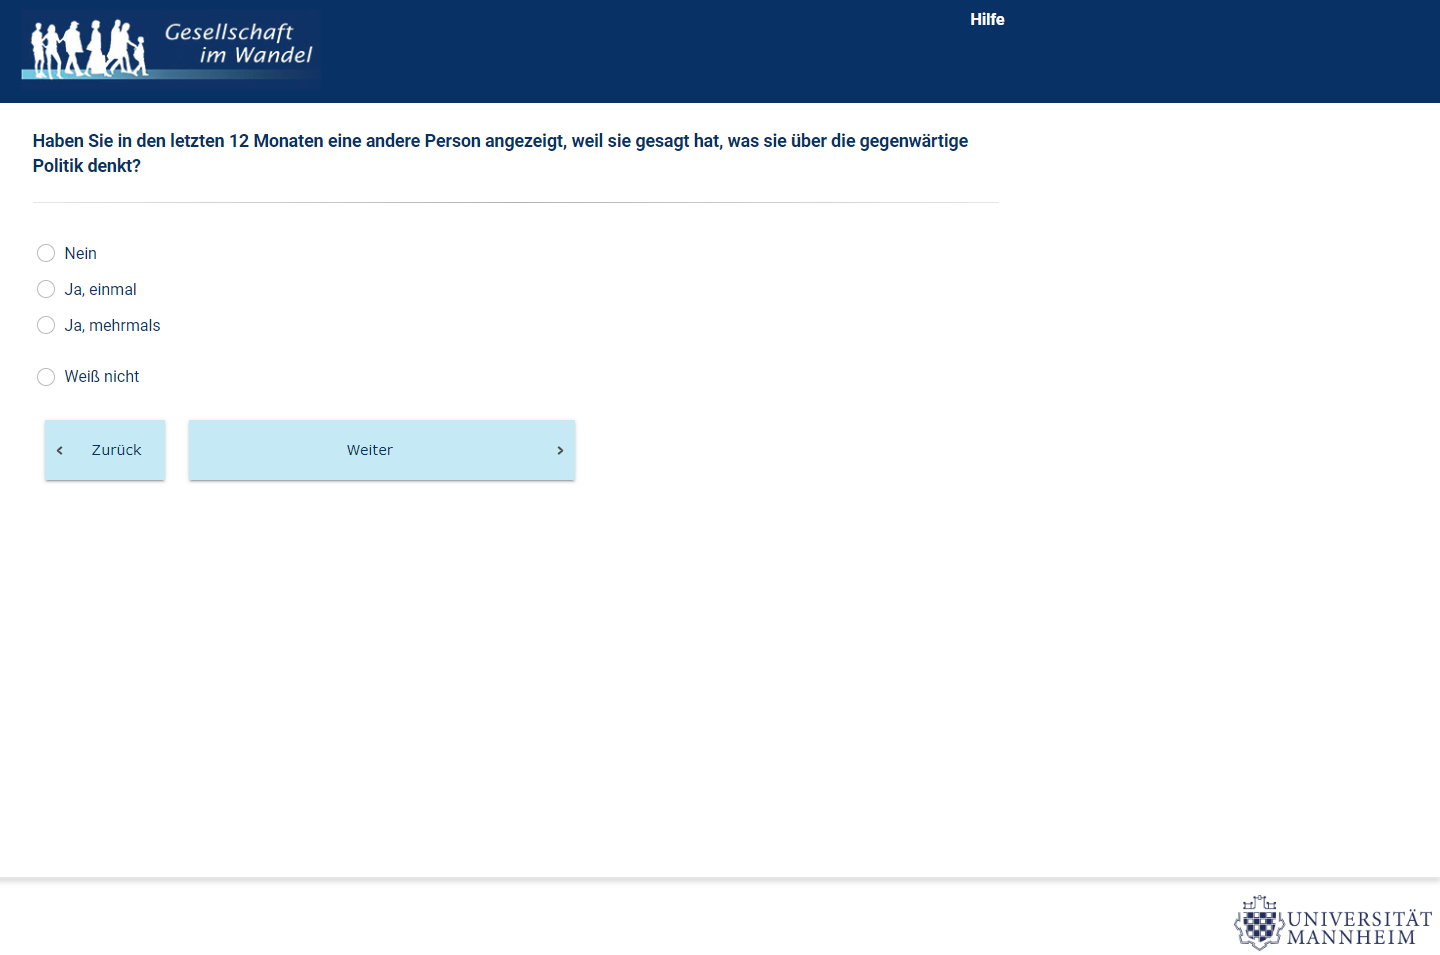 Gesellschaft
im Wandel
Hilfe
Haben Sie in den letzten 12 Monaten eine andere Person angezeigt, weil sie gesagt hat, was sie über die gegenwärtige
Politik denkt?
Nein
Ja, einmal
Ja, mehrmals
Weiß nicht
Zurück
Weiter
UNIVERSITÄT
MANNHEIM